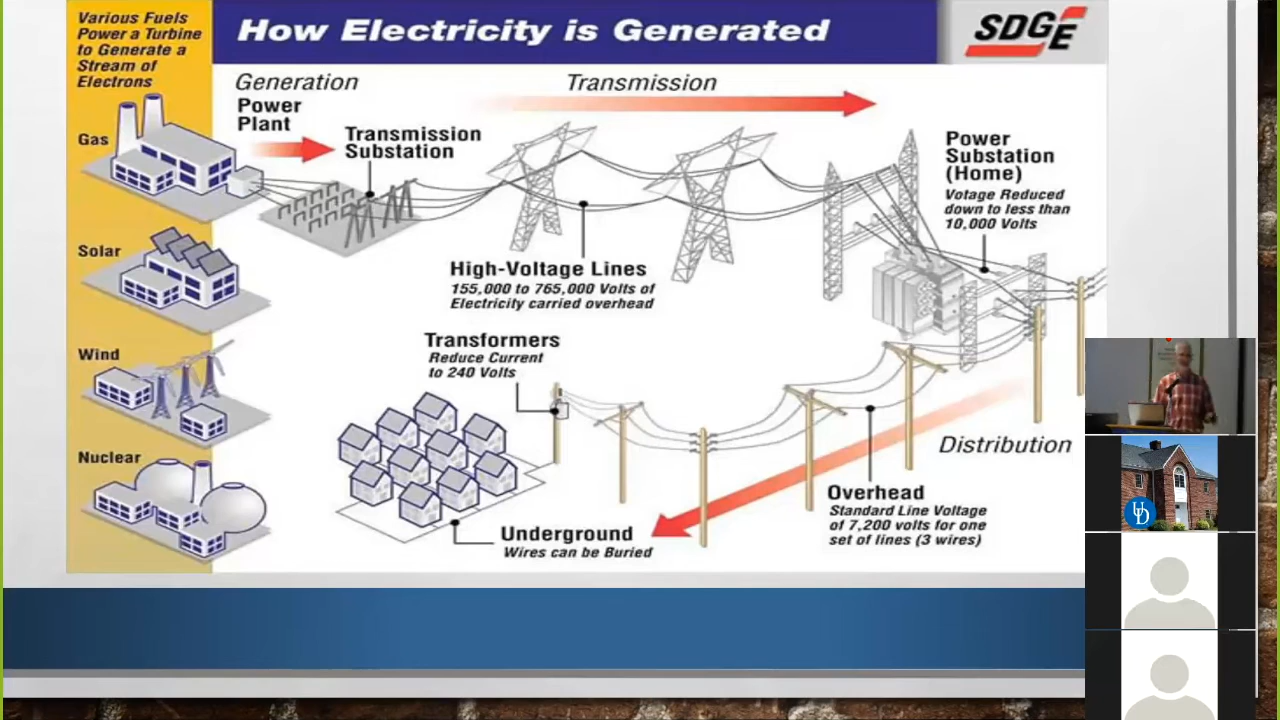 Various Fuels
Power a Turbine
to Generate a
Stream of
Electrons
How Electricity is Generated
SDGE
Generation
Transmission
Power
Plant
Transmission
Substation
Gas
Power
Substation
(Home)
Votage Reduced
down to less than
10,000 Volts
Solar
High-Voltage Lines
155,000 to 765,000 Volts of
Electricity carried overhead
Wind
Transformers
Reduce Current
to 240 Volts
Distribution
Nuclear
Overhead
Standard Line Voltage
of 7,200 volts for one
set of lines (3 wires)
Underground
Wires can be Buried
UD